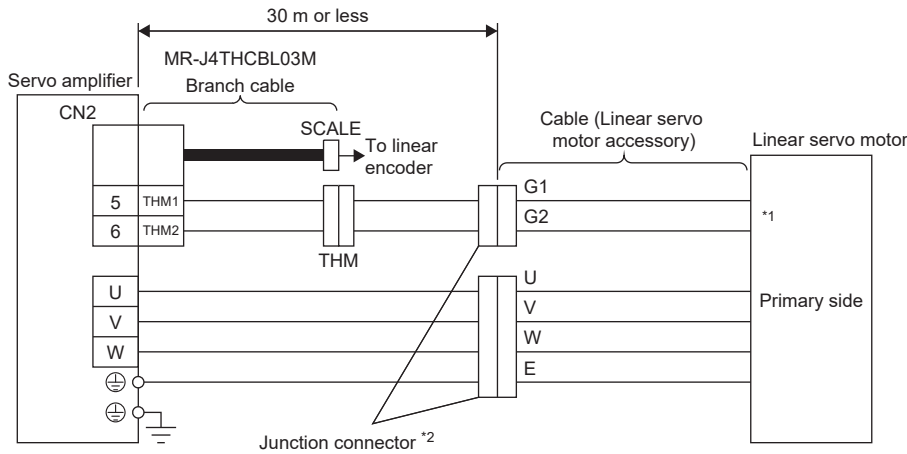 30 m or less
MR-J4THCBL03M
Servo amplifier
Branch cable
CN2
SCALE
To linear
encoder
Cable (Linear servo
motor accessory)
Linear servo motor
5 THM1
G1
*1
6 THM2
G2
THM
U
U
V
V
Primary side
W
W
E
Junction connector *2